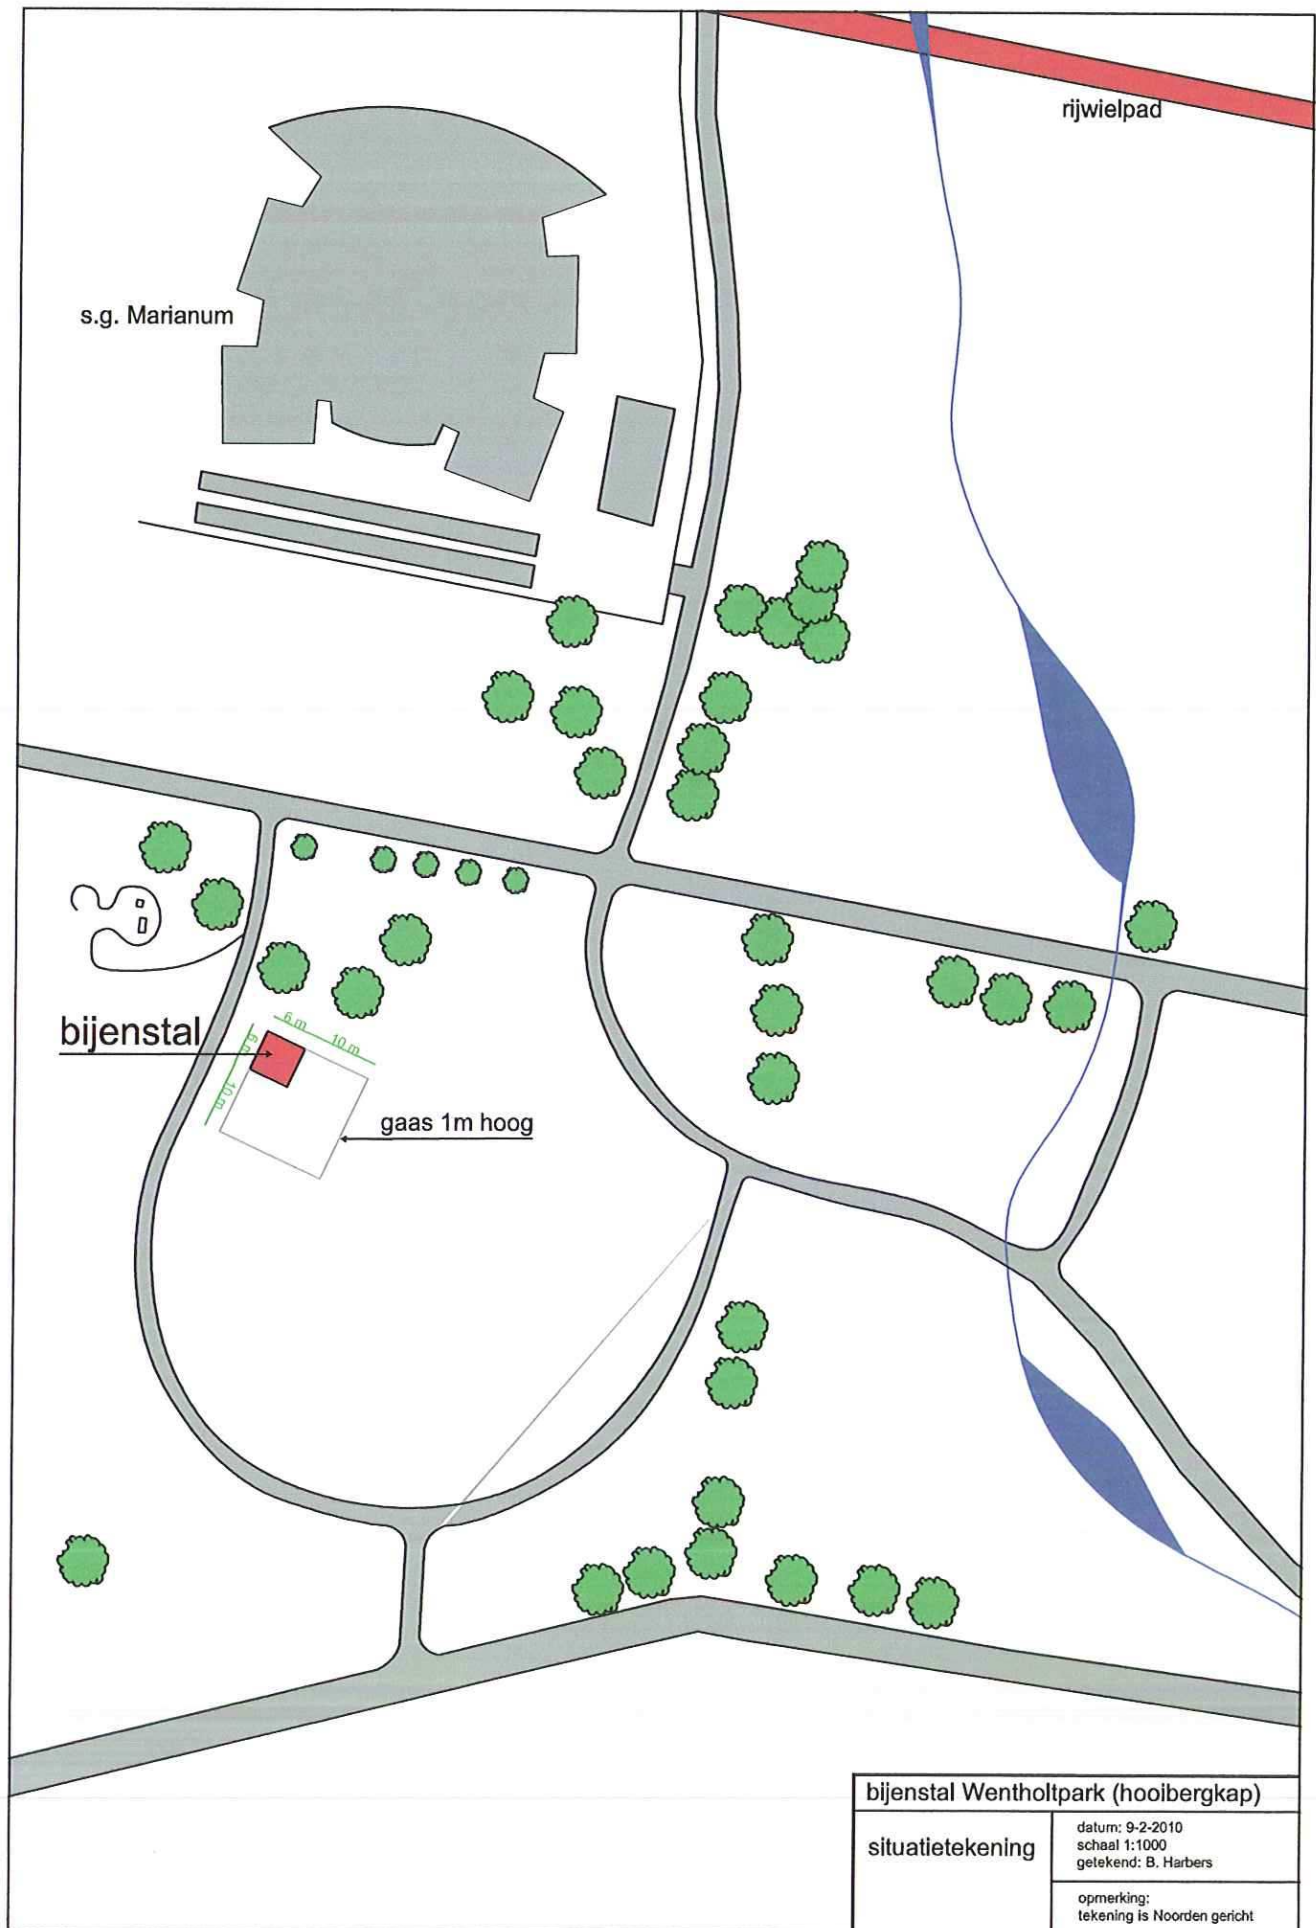 rijwielpad
s.g. Marianum
bijenstal
6 m
10 m
6 m
10 m
gaas 1m hoog
bijenstal Wentholtpark (hooibergkap)
situatietekening
datum: 9-2-2010
schaal 1:1000
getekend: B. Harbers
opmerking:
tekening is Noorden gericht